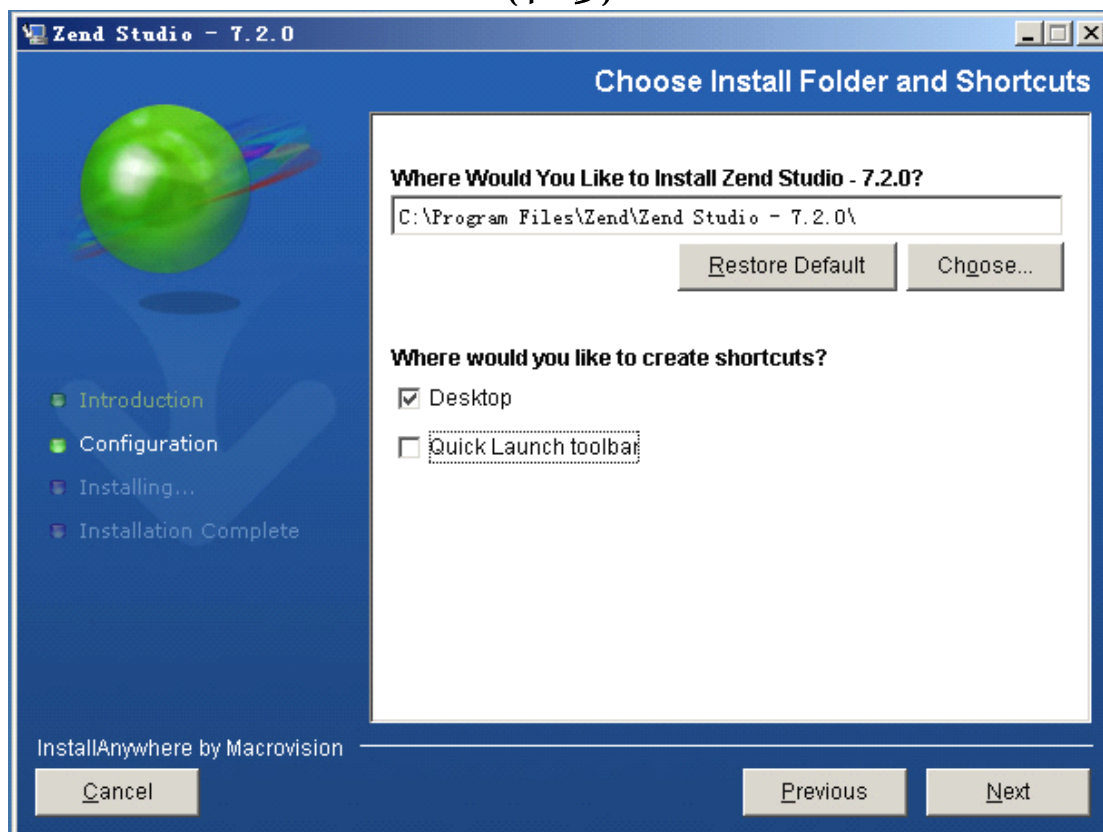 Zend Studio - 7.2.0
Choose Install Folder and Shortcuts
Where Would You Like to Install Zend Studio - 7.2.0?
C:\Program Files\Zend\Zend Studio - 7.2.0\
Restore Default
Choose...
Where would you like to create shortcuts?
Desktop
Quick Launch toolbar
Introduction
Configuration
Installing...
Installation Complete
InstallAnywhere by Macrovision
Cancel
Previous
Next